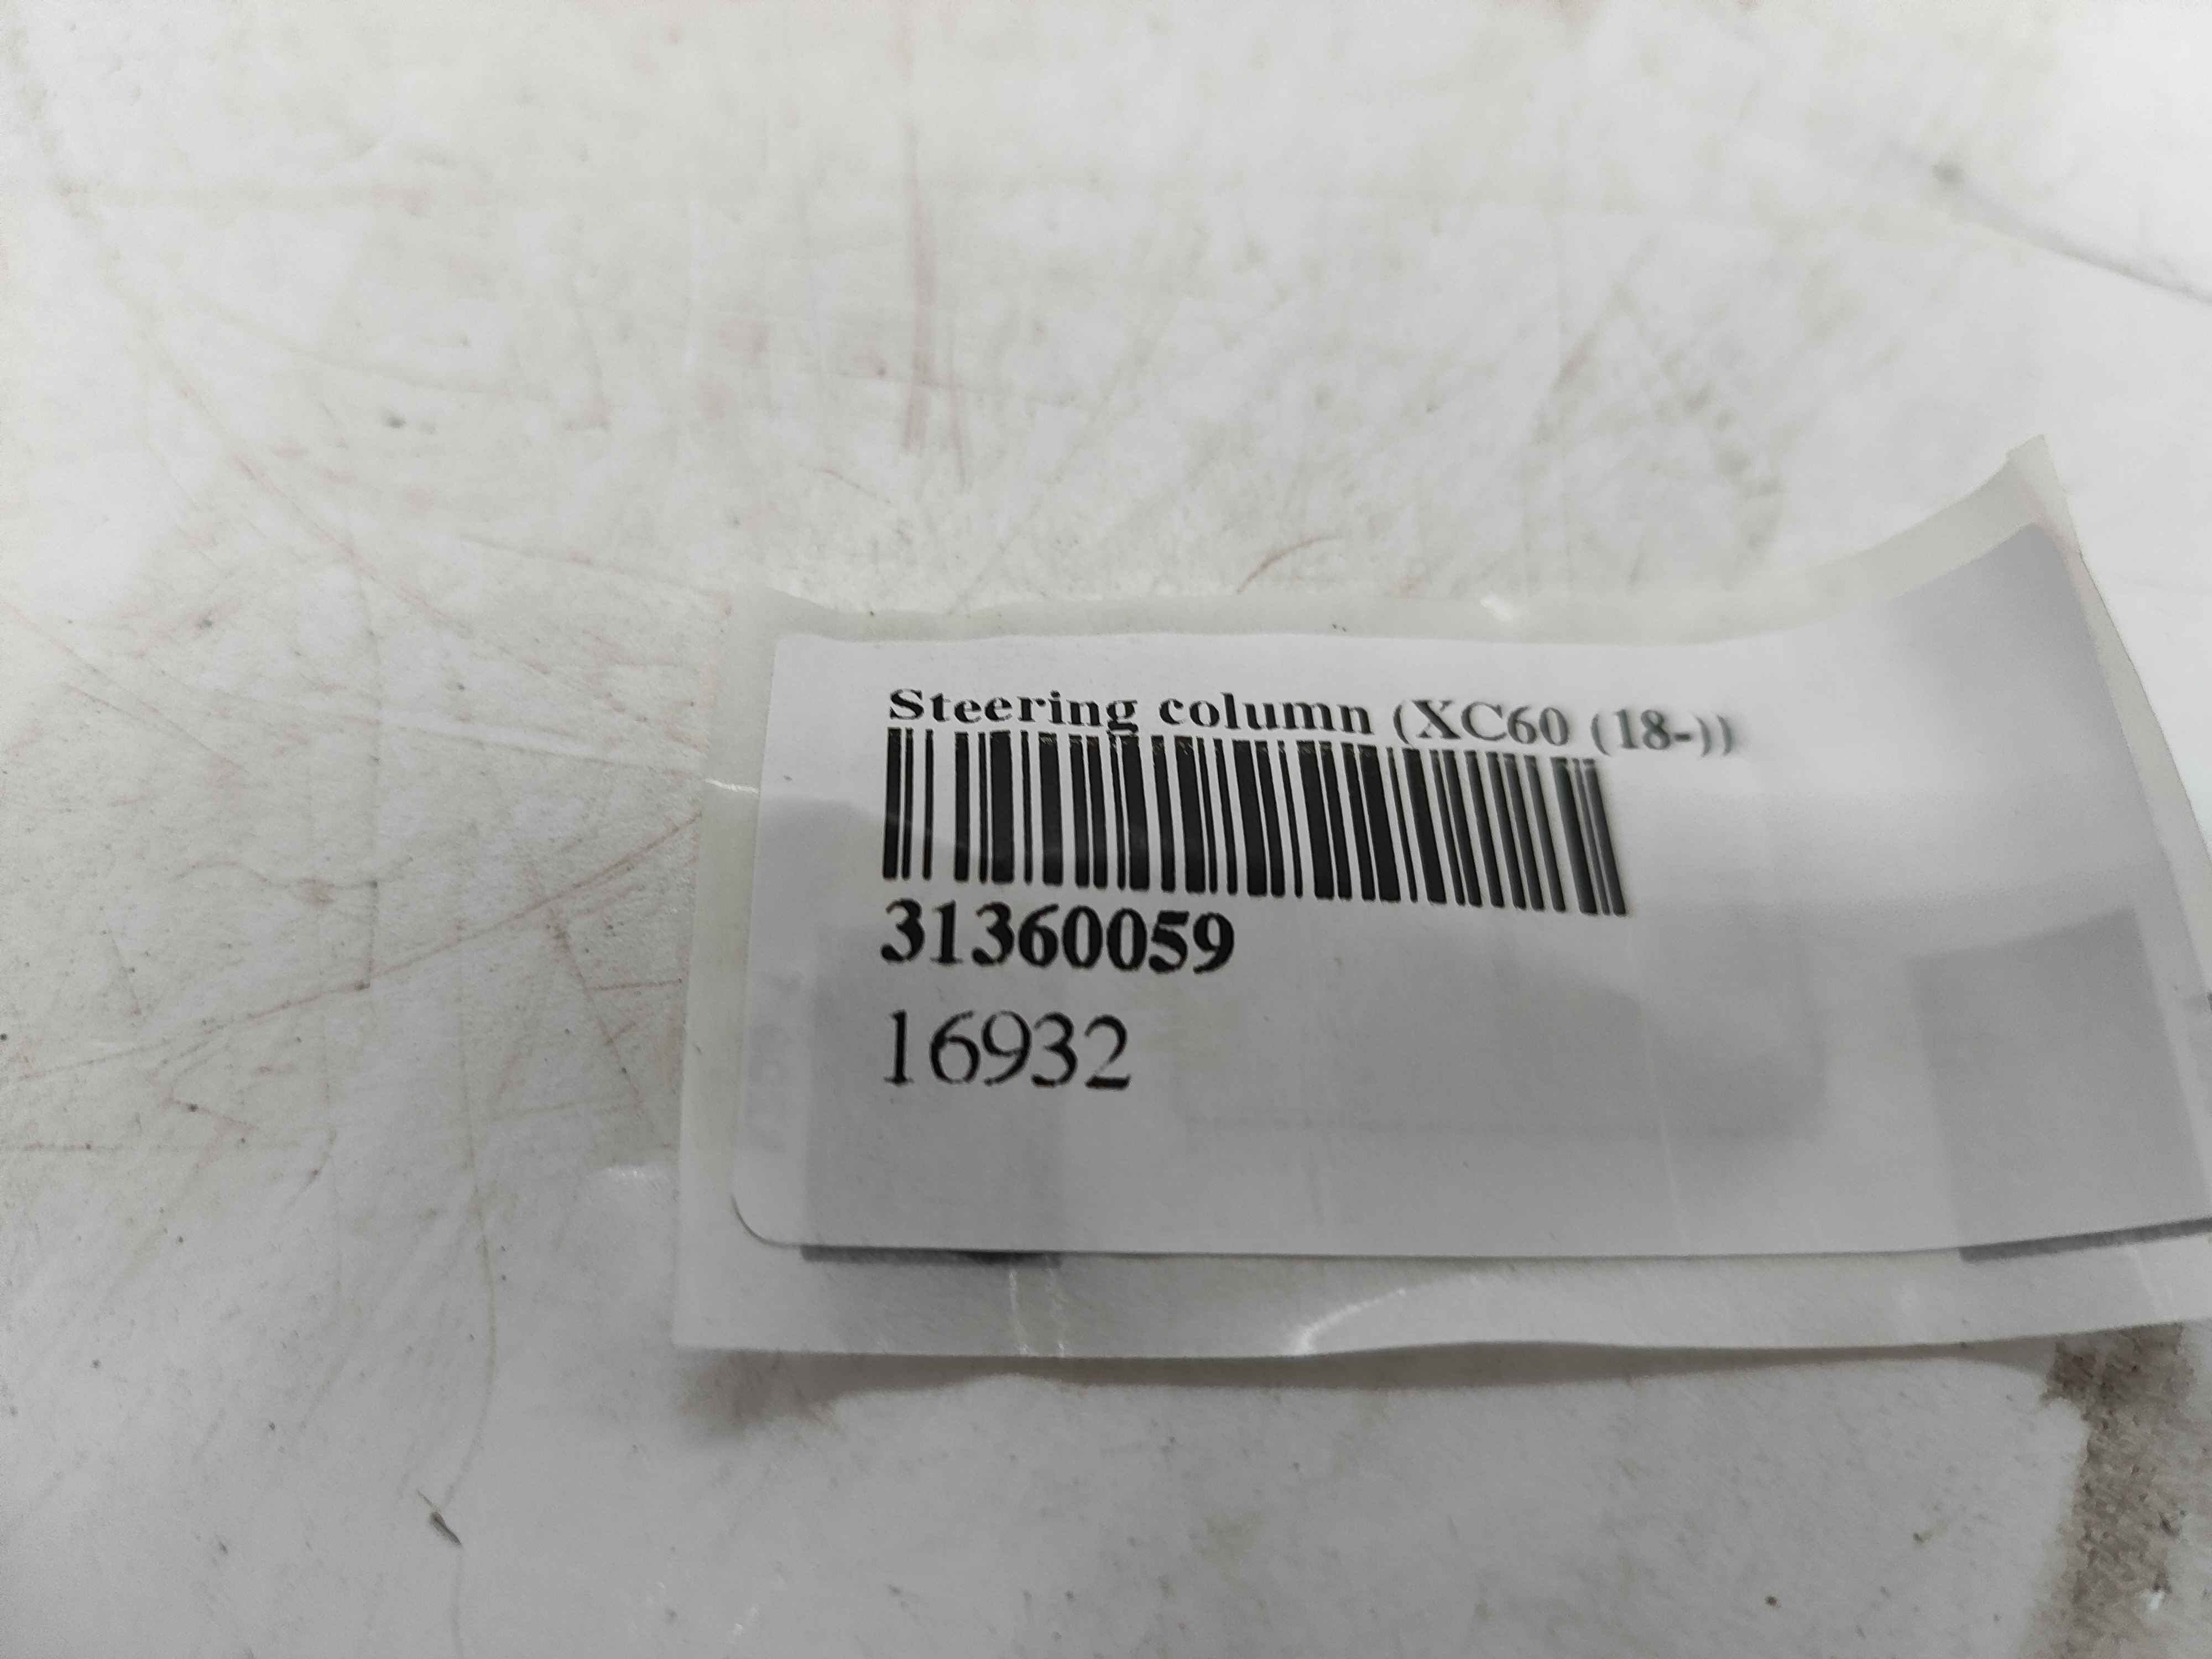 Steering column (XC60 (18-))
31360059
16932